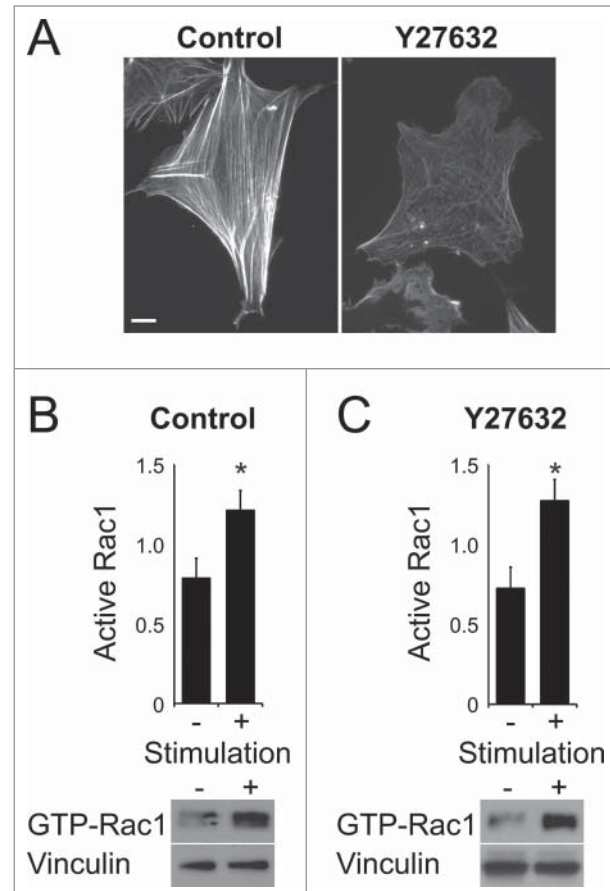 A
Control
Y27632
B
Control
1.5
*
1.0
0.5
0
Active Rac1
- +
Stimulation
- +
GTP-Rac1
Vinculin
C
Y27632
1.5
*
1.0
0.5
0
Active Rac1
- +
Stimulation
- +
GTP-Rac1
Vinculin